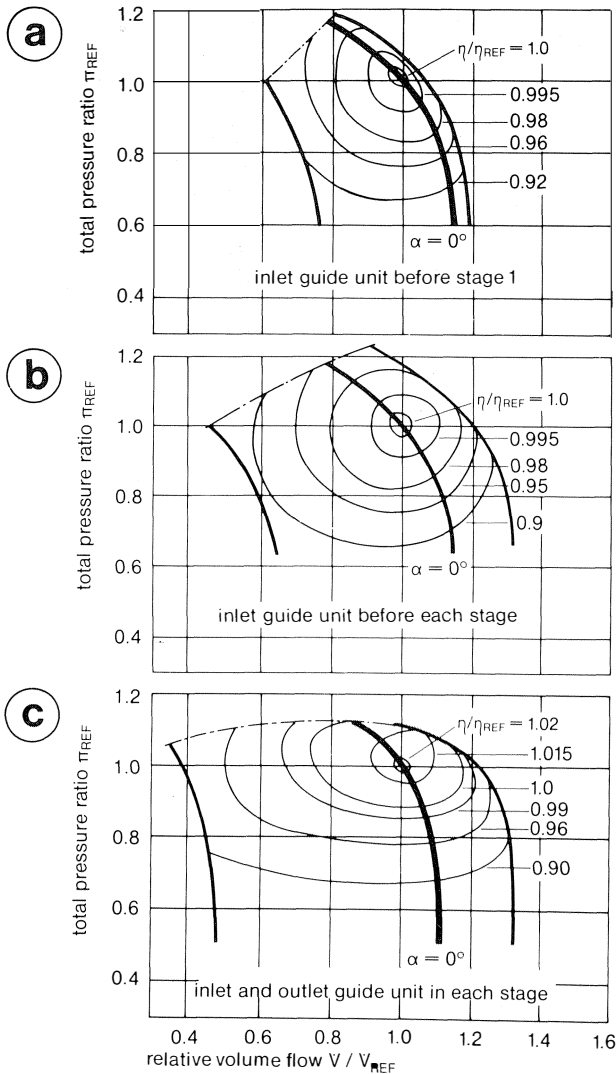 a
total pressure ratio πREF
1.2
1.0
0.8
0.6
0.4
η/ηREF = 1.0
0.995
0.98
0.96
0.92
α = 0°
inlet guide unit before stage 1
b
total pressure ratio πREF
1.2
1.0
0.8
0.6
0.4
η/ηREF = 1.0
0.995
0.98
0.95
0.9
α = 0°
inlet guide unit before each stage
c
total pressure ratio πREF
1.2
1.0
0.8
0.6
0.4
η/ηREF = 1.02
1.015
1.0
0.99
0.96
0.90
α = 0°
inlet and outlet guide unit in each stage
0.4 0.6 0.8 1.0 1.2 1.4 1.6
relative volume flow V̇ / V̇REF